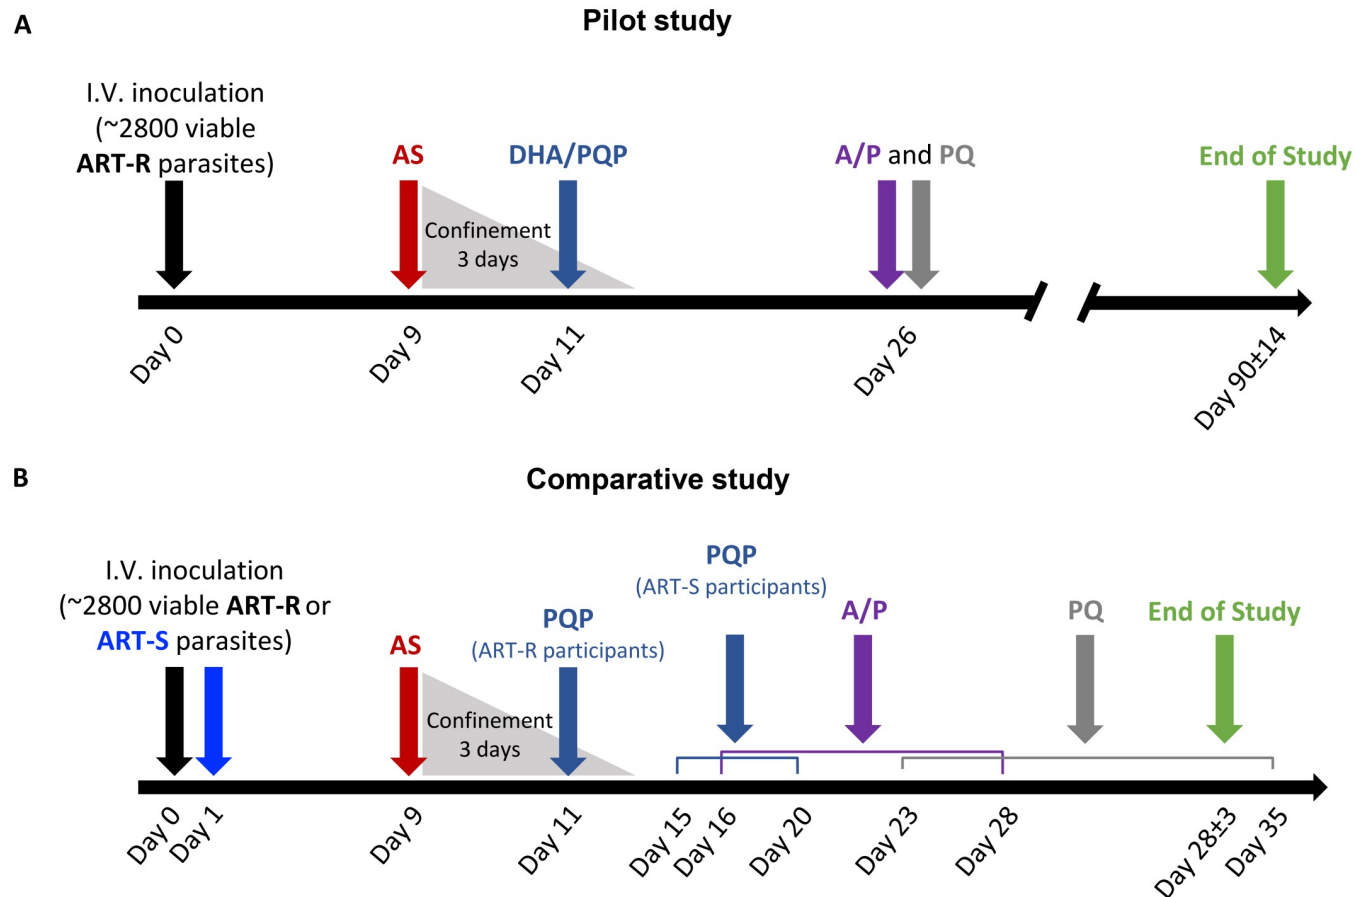 A
Pilot study
I.V. inoculation
(~2800 viable
ART-R parasites)
AS
DHA/PQP
A/P and PQ
End of Study
Confinement
3 days
Day 0
Day 9
Day 11
Day 26
Day 90±14
B
Comparative study
I.V. inoculation
(~2800 viable ART-R or
ART-S parasites)
AS
PQP
(ART-R participants)
PQP
(ART-S participants)
A/P
PQ
End of Study
Confinement
3 days
Day 0
Day 1
Day 9
Day 11
Day 15
Day 16
Day 20
Day 23
Day 28
Day 28±3
Day 35